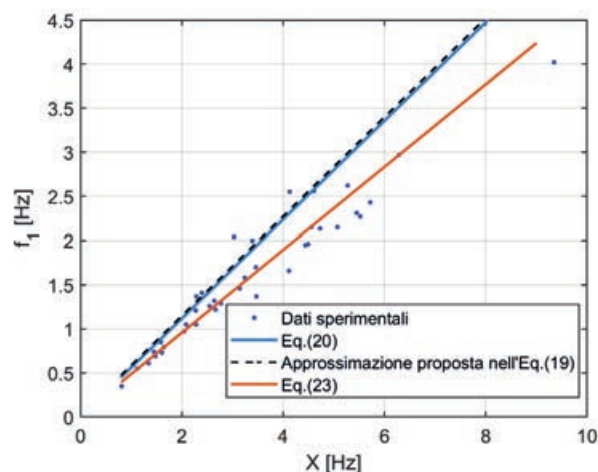 4.5
4
3.5
3
2.5
2
1.5
1
0.5
0
f1 [Hz]
Dati sperimentali
Eq.(20)
Approssimazione proposta nell'Eq.(19)
Eq.(23)
0 2 4 6 8 10
X [Hz]